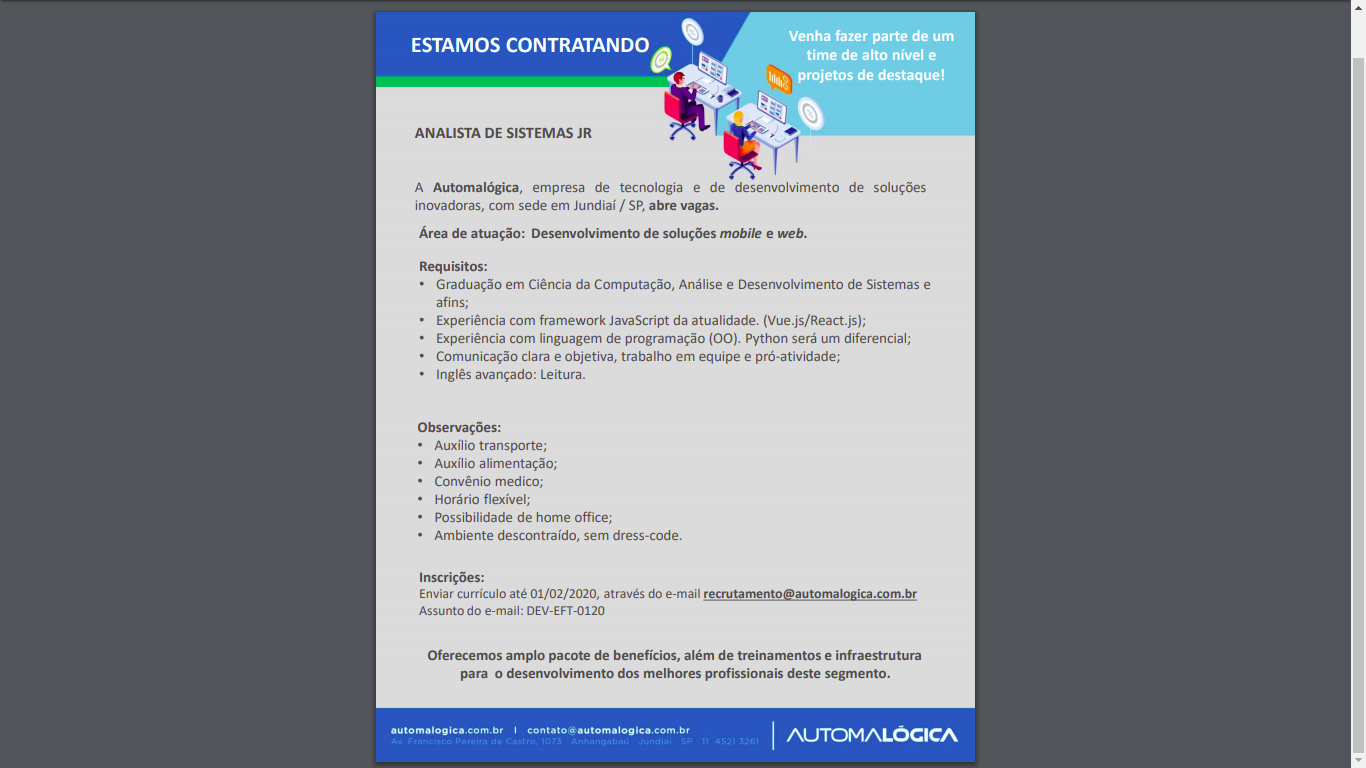 ESTAMOS CONTRATANDO
Venha fazer parte de um
time de alto nível e
projetos de destaque!
ANALISTA DE SISTEMAS JR
A Automalógica, empresa de tecnologia e de desenvolvimento de soluções
inovadoras, com sede em Jundiaí / SP, abre vagas.
Área de atuação: Desenvolvimento de soluções mobile e web.
Requisitos:
• Graduação em Ciência da Computação, Análise e Desenvolvimento de Sistemas e
afins;
• Experiência com framework JavaScript da atualidade. (Vue.js/React.js);
• Experiência com linguagem de programação (OO). Python será um diferencial;
• Comunicação clara e objetiva, trabalho em equipe e pró-atividade;
• Inglês avançado: Leitura.
Observações:
• Auxílio transporte;
• Auxílio alimentação;
• Convênio medico;
• Horário flexível;
• Possibilidade de home office;
• Ambiente descontraído, sem dress-code.
Inscrições:
Enviar currículo até 01/02/2020, através do e-mail recrutamento@automalogica.com.br
Assunto do e-mail: DEV-EFT-0120
Oferecemos amplo pacote de benefícios, além de treinamentos e infraestrutura
para o desenvolvimento dos melhores profissionais deste segmento.
automalogica.com.br I contato@automalogica.com.br
Av. Francisco Pereira de Castro, 1073 Anhangabaú Jundiaí SP 11 4521 3261
AUTOMALÓGICA